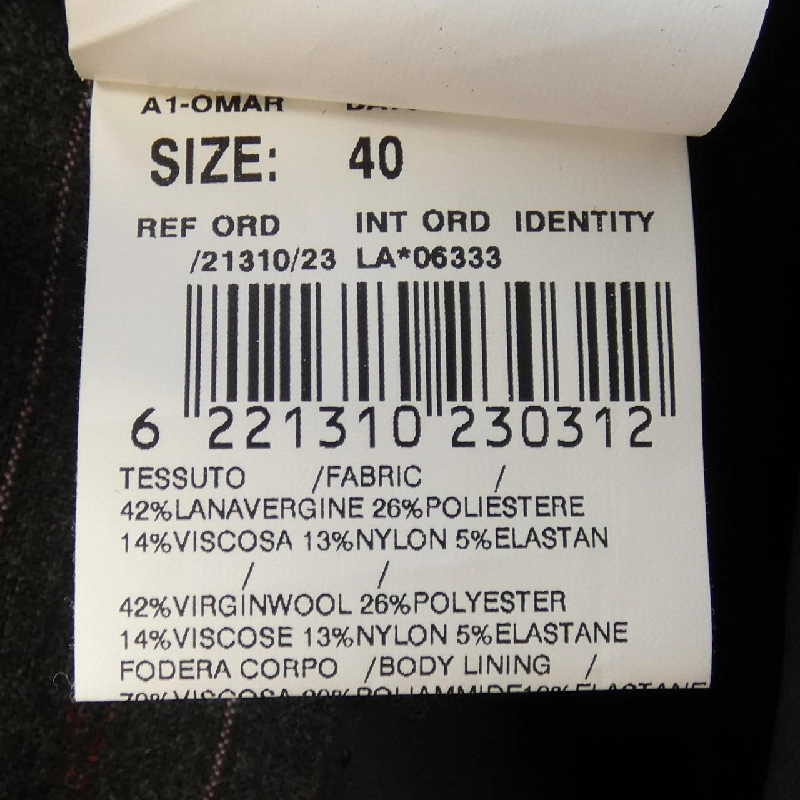 A1-OMAR
SIZE: 40
REF ORD INT ORD IDENTITY
/21310/23 LA*06333
6 221310 230312
TESSUTO /FABRIC /
42%LANAVERGINE 26%POLIESTERE
14%VISCOSA 13%NYLON 5%ELASTAN
/ /
42%VIRGINWOOL 26%POLYESTER
14%VISCOSE 13%NYLON 5%ELASTANE
FODERA CORPO /BODY LINING /